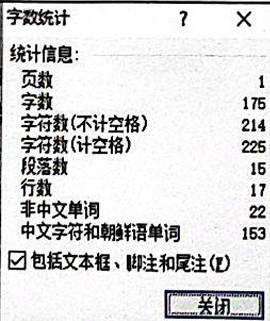 字数统计 ? ×
统计信息:
页数 1
字数 175
字符数(不计空格) 214
字符数(计空格) 225
段落数 15
行数 17
非中文单词 22
中文字符和朝鲜语单词 153
包括文本框、脚注和尾注(F)
关闭